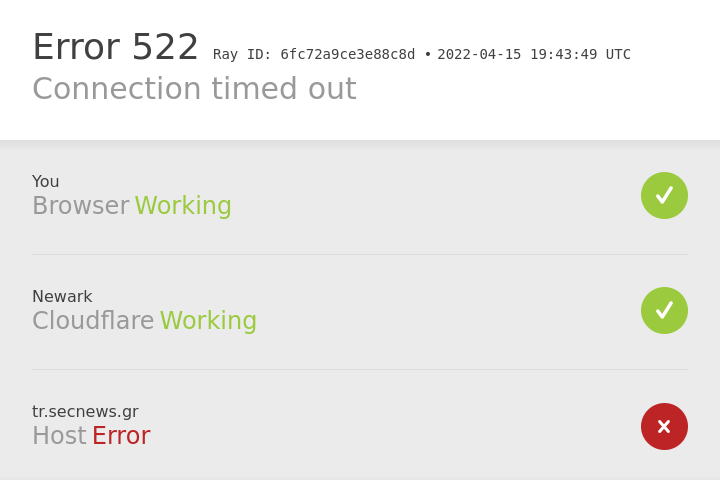 Error 522 Ray ID: 6fc72a9ce3e88c8d • 2022-04-15 19:43:49 UTC
Connection timed out
You
Browser Working
Newark
Cloudflare Working
tr.secnews.gr
Host Error